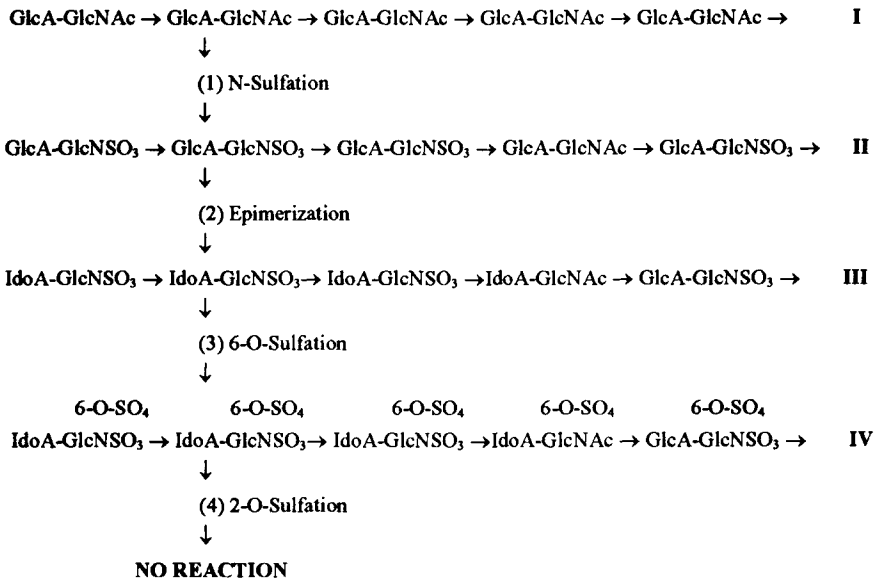 GlcA-GlcNAc → GlcA-GlcNAc → GlcA-GlcNAc → GlcA-GlcNAc → GlcA-GlcNAc → I
↓
(1) N-Sulfation
↓
GlcA-GlcNSO₃ → GlcA-GlcNSO₃ → GlcA-GlcNSO₃ → GlcA-GlcNAc → GlcA-GlcNSO₃ → II
↓
(2) Epimerization
↓
IdoA-GlcNSO₃ → IdoA-GlcNSO₃→ IdoA-GlcNSO₃ →IdoA-GlcNAc → GlcA-GlcNSO₃ → III
↓
(3) 6-O-Sulfation
↓
6-O-SO₄ 6-O-SO₄ 6-O-SO₄ 6-O-SO₄ 6-O-SO₄
IdoA-GlcNSO₃ → IdoA-GlcNSO₃→ IdoA-GlcNSO₃ →IdoA-GlcNAc → GlcA-GlcNSO₃ → IV
↓
(4) 2-O-Sulfation
↓
NO REACTION